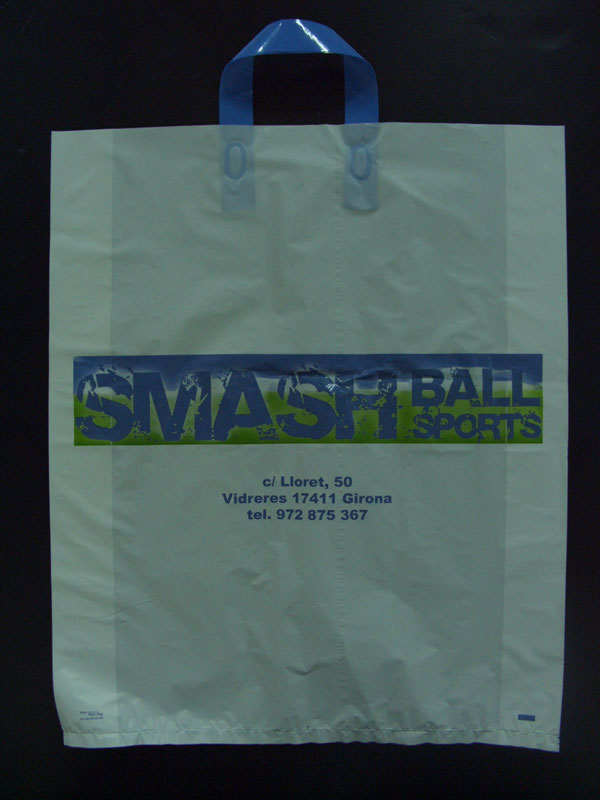 SMASH BALL
SPORTS
c/ Lloret, 50
Vidreres 17411 Girona
tel. 972 875 367